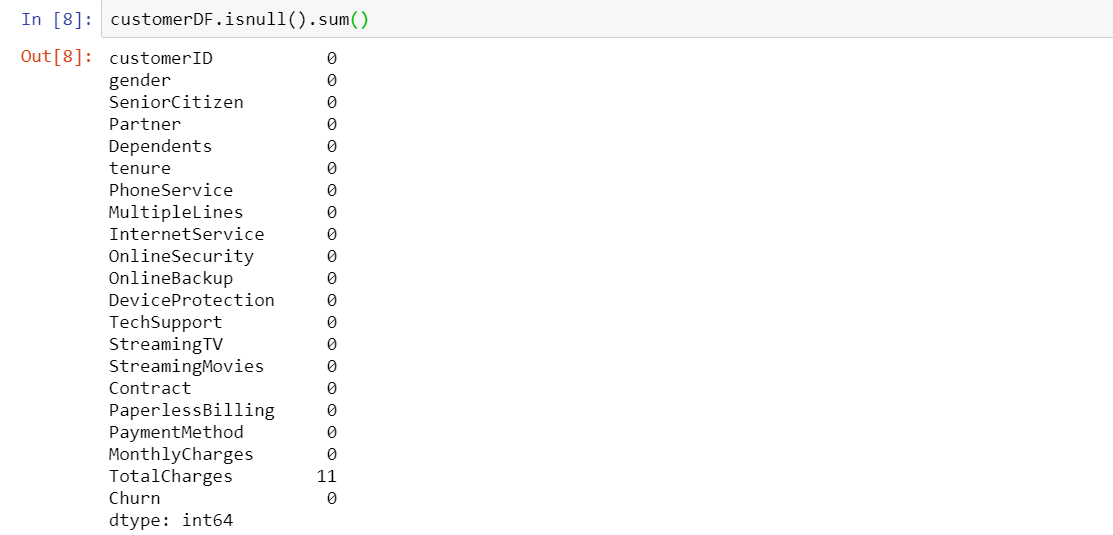 In [8]: customerDF.isnull().sum()
Out[8]: customerID 0
gender 0
SeniorCitizen 0
Partner 0
Dependents 0
tenure 0
PhoneService 0
MultipleLines 0
InternetService 0
OnlineSecurity 0
OnlineBackup 0
DeviceProtection 0
TechSupport 0
StreamingTV 0
StreamingMovies 0
Contract 0
PaperlessBilling 0
PaymentMethod 0
MonthlyCharges 0
TotalCharges 11
Churn 0
dtype: int64